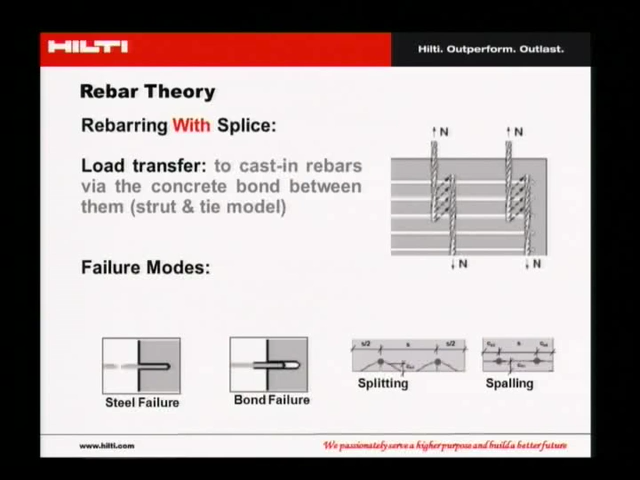 HILTI
Hilti. Outperform. Outlast.
Rebar Theory
Rebarring With Splice:
Load transfer: to cast-in rebars
via the concrete bond between
them (strut & tie model)
N N
N N
Failure Modes:
s/2 s s/2
s
Steel Failure
Bond Failure
Splitting
Spalling
www.hilti.com
We passionately serve a higher purpose and build a better future